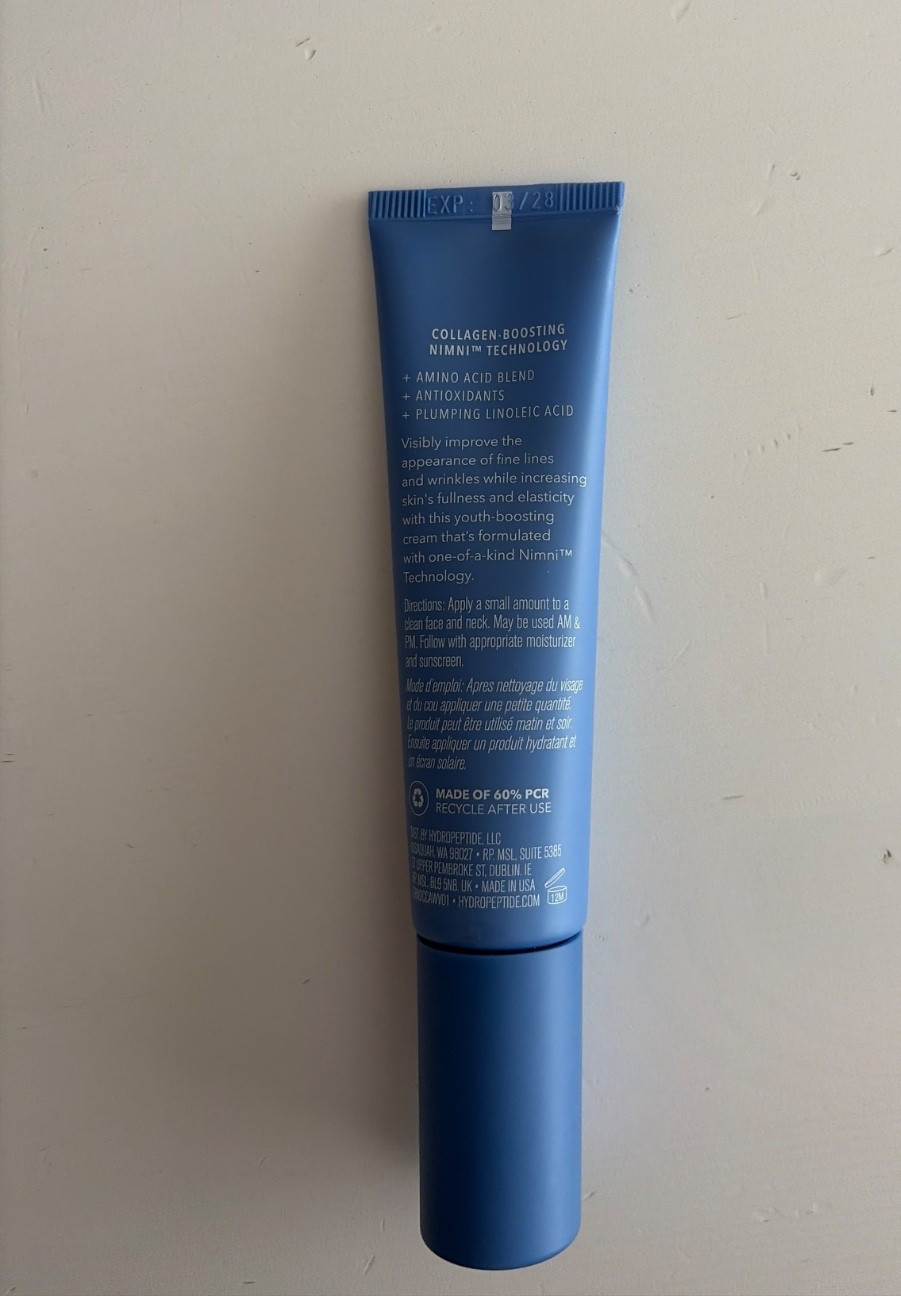 EXP: 03/28
COLLAGEN-BOOSTING
NIMNI™ TECHNOLOGY
+ AMINO ACID BLEND
+ ANTIOXIDANTS
+ PLUMPING LINOLEIC ACID
Visibly improve the
appearance of fine lines
and wrinkles while increasing
skin's fullness and elasticity
with this youth-boosting
cream that's formulated
with one-of-a-kind Nimni™
Technology.
Directions: Apply a small amount to a
clean face and neck. May be used AM &
PM. Follow with appropriate moisturizer
and sunscreen.
Mode d'emploi: Apres nettoyage du visage
et du cou appliquer une petite quantité.
Le produit peut être utilisé matin et soir.
Ensuite appliquer un produit hydratant et
un écran solaire.
MADE OF 60% PCR
RECYCLE AFTER USE
DIST. BY HYDROPEPTIDE, LLC
ISSAQUAH, WA 98027 • RP. MSL, SUITE 5385
UPPER PEMBROKE ST, DUBLIN. IE
RP. MSL, BL9 5NB. UK • MADE IN USA
• HYDROPEPTIDE.COM
12M